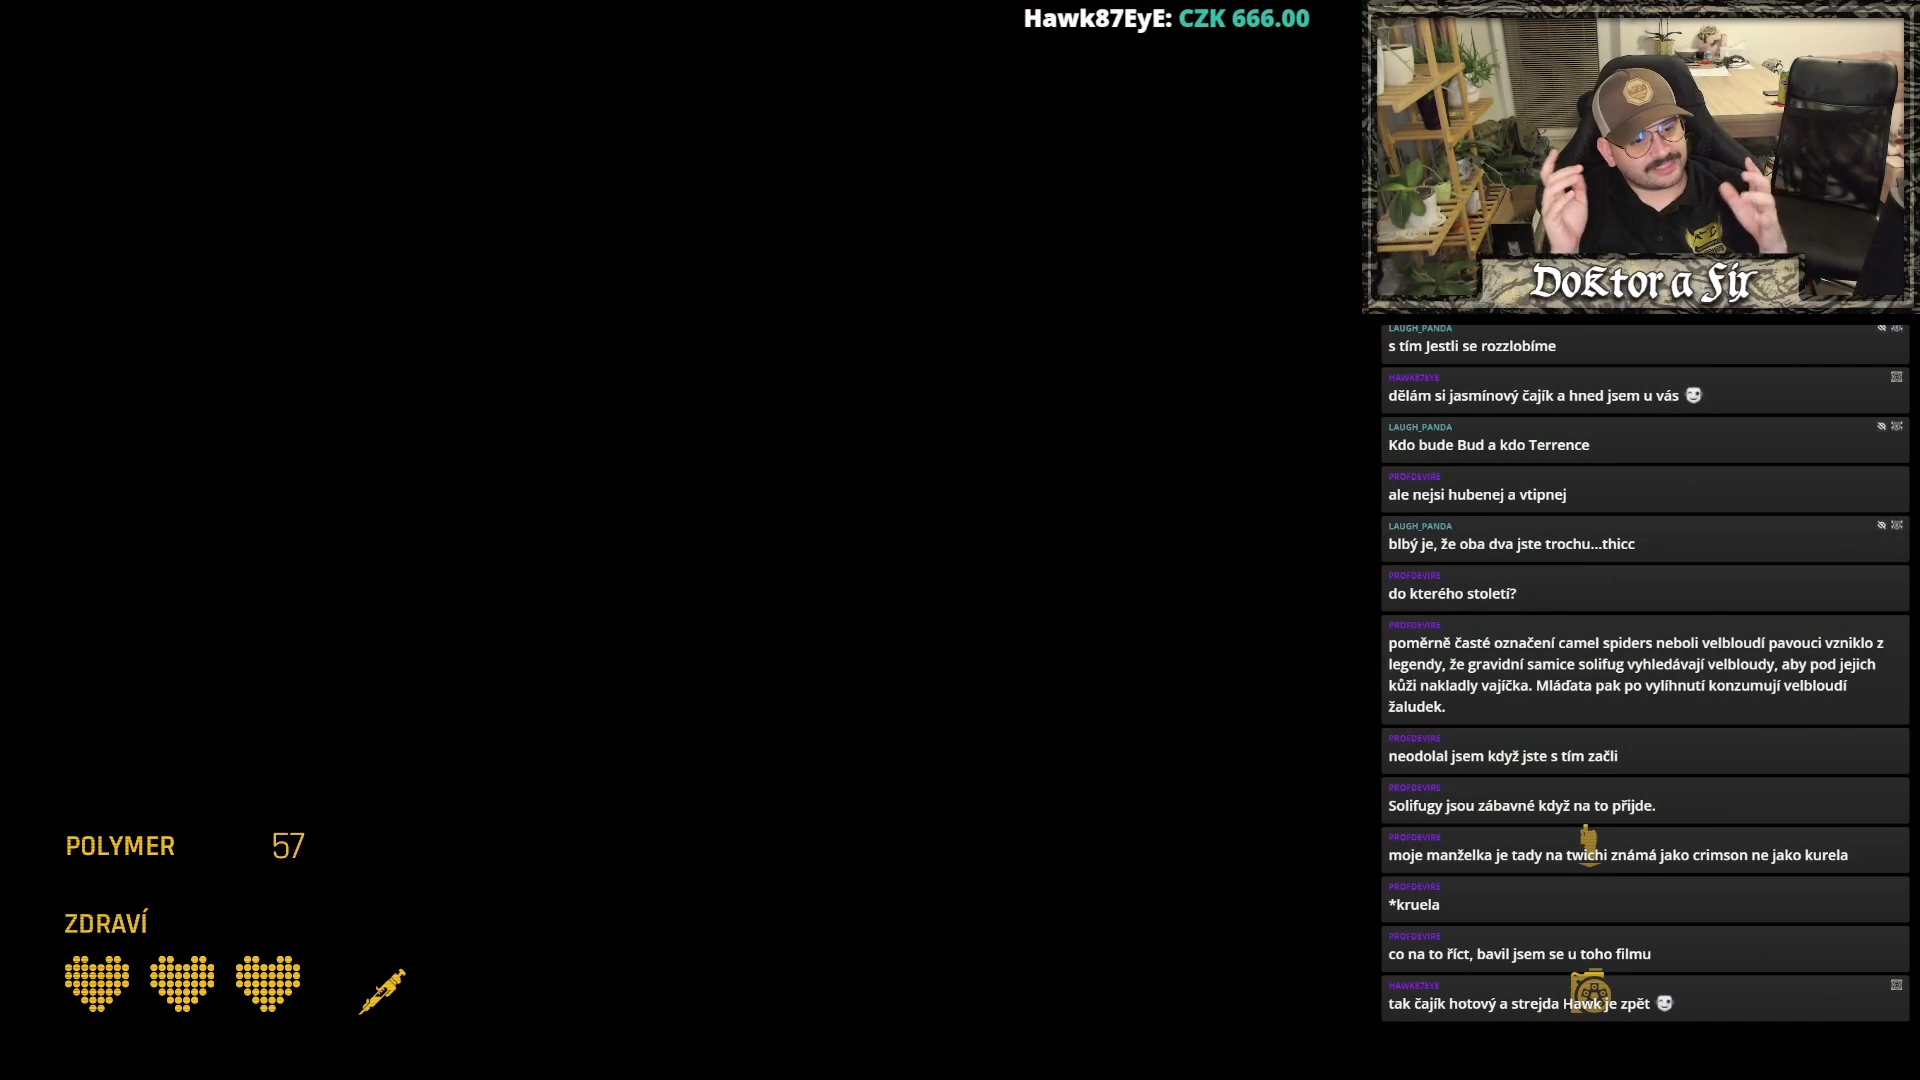 Hawk87EyE: CZK 666.00
Doktor a Fix
LAUGH_PANDA
s tím Jestli se rozzlobíme
HAWK87EYE
dělám si jasmínový čajík a hned jsem u vás
LAUGH_PANDA
Kdo bude Bud a kdo Terrence
PROFDEVIRE
ale nejsi hubenej a vtipnej
LAUGH_PANDA
blbý je, že oba dva jste trochu...thicc
PROFDEVIRE
do kterého století?
PROFDEVIRE
poměrně časté označení camel spiders neboli velbloudí pavouci vzniklo z
legendy, že gravidní samice solifug vyhledávají velbloudy, aby pod jejich
kůži nakladly vajíčka. Mláďata pak po vylíhnutí konzumují velbloudí
žaludek.
PROFDEVIRE
neodolal jsem když jste s tím začli
PROFDEVIRE
Solifugy jsou zábavné když na to přijde.
PROFDEVIRE
moje manželka je tady na twichi známá jako crimson ne jako kurela
PROFDEVIRE
*kruela
PROFDEVIRE
co na to říct, bavil jsem se u toho filmu
HAWK87EYE
tak čajík hotový a strejda Hawk je zpět
POLYMER 57
ZDRAVÍ